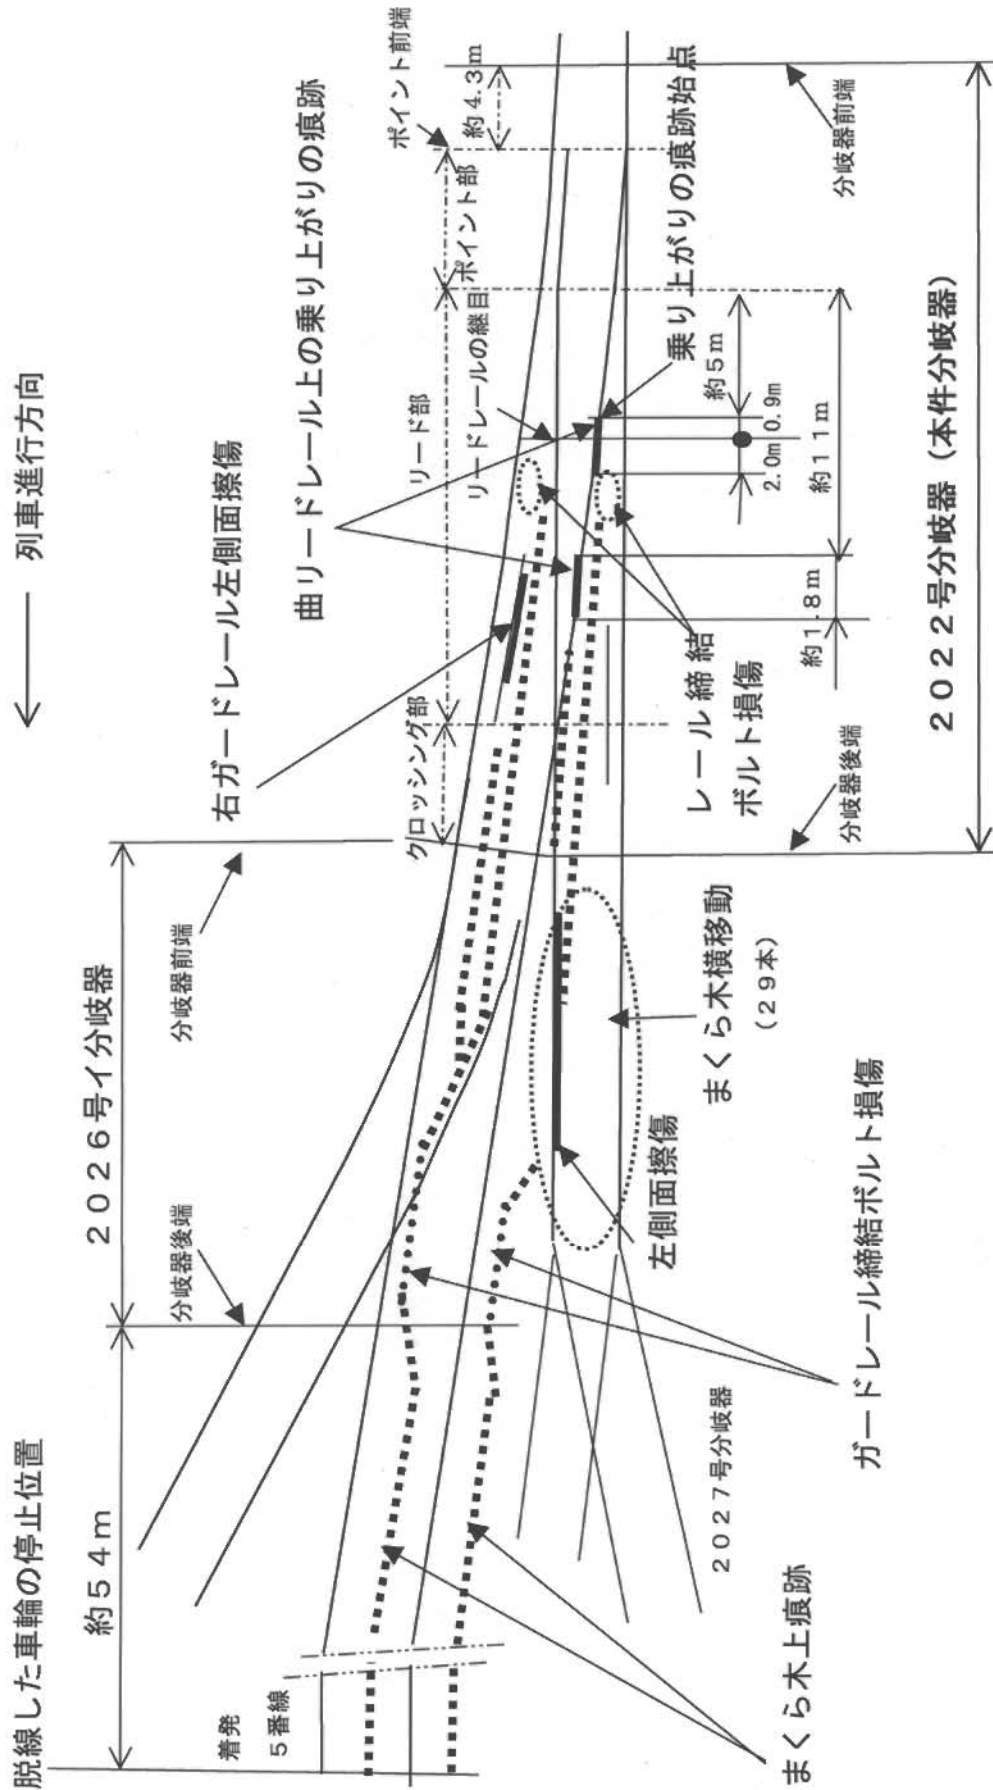 列車進行方向
脱線した車輪の停止位置
約54m
2026号イ分岐器
分岐器後端
分岐器前端
右ガードレール左側面擦傷
曲リードレール上の乗り上がりの痕跡
ポイント前端
約4.3m
ポイント部
リード部
クロッシング部
リードレールの継目
乗り上がりの痕跡始点
約5m
0.9m
2.0m
約11m
約1.8m
分岐器前端
分岐器後端
2022号分岐器(本件分岐器)
レール締結
ボルト損傷
まくら木横移動
(29本)
左側面擦傷
ガードレール締結ボルト損傷
2027号分岐器
まくら木上痕跡
着発
5番線